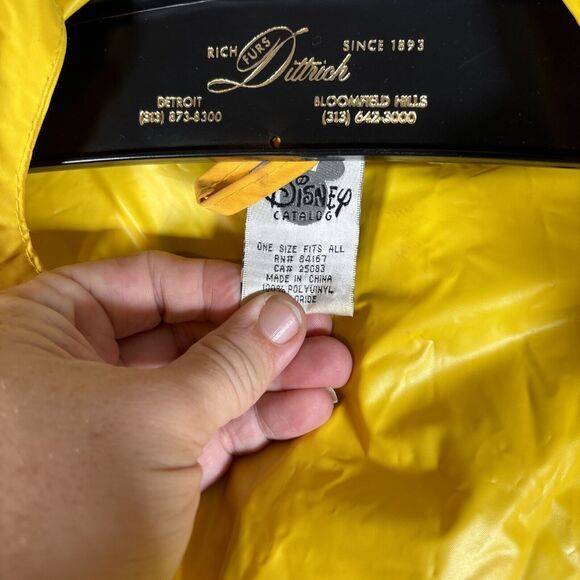 RICH FURS SINCE 1893
Dittrich
DETROIT BLOOMFIELD HILLS
(313) 873-8300 (313) 642-3000
Disney
CATALOG
ONE SIZE FITS ALL
RN# 84167
CA# 25083
MADE IN CHINA
100% POLYVINYL